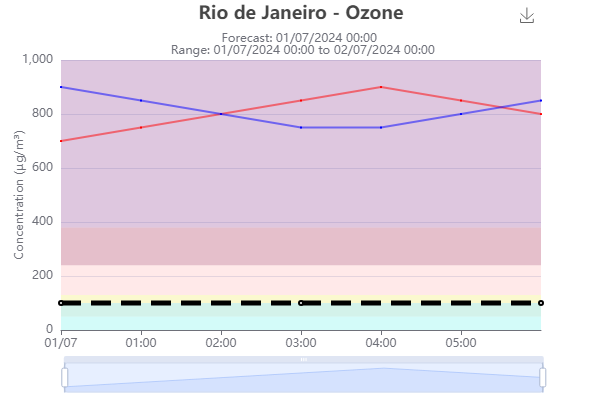 Rio de Janeiro - Ozone
Forecast: 01/07/2024 00:00
Range: 01/07/2024 00:00 to 02/07/2024 00:00
Concentration (µg/m³)
1,000
800
600
400
200
0
01/07 01:00 02:00 03:00 04:00 05:00